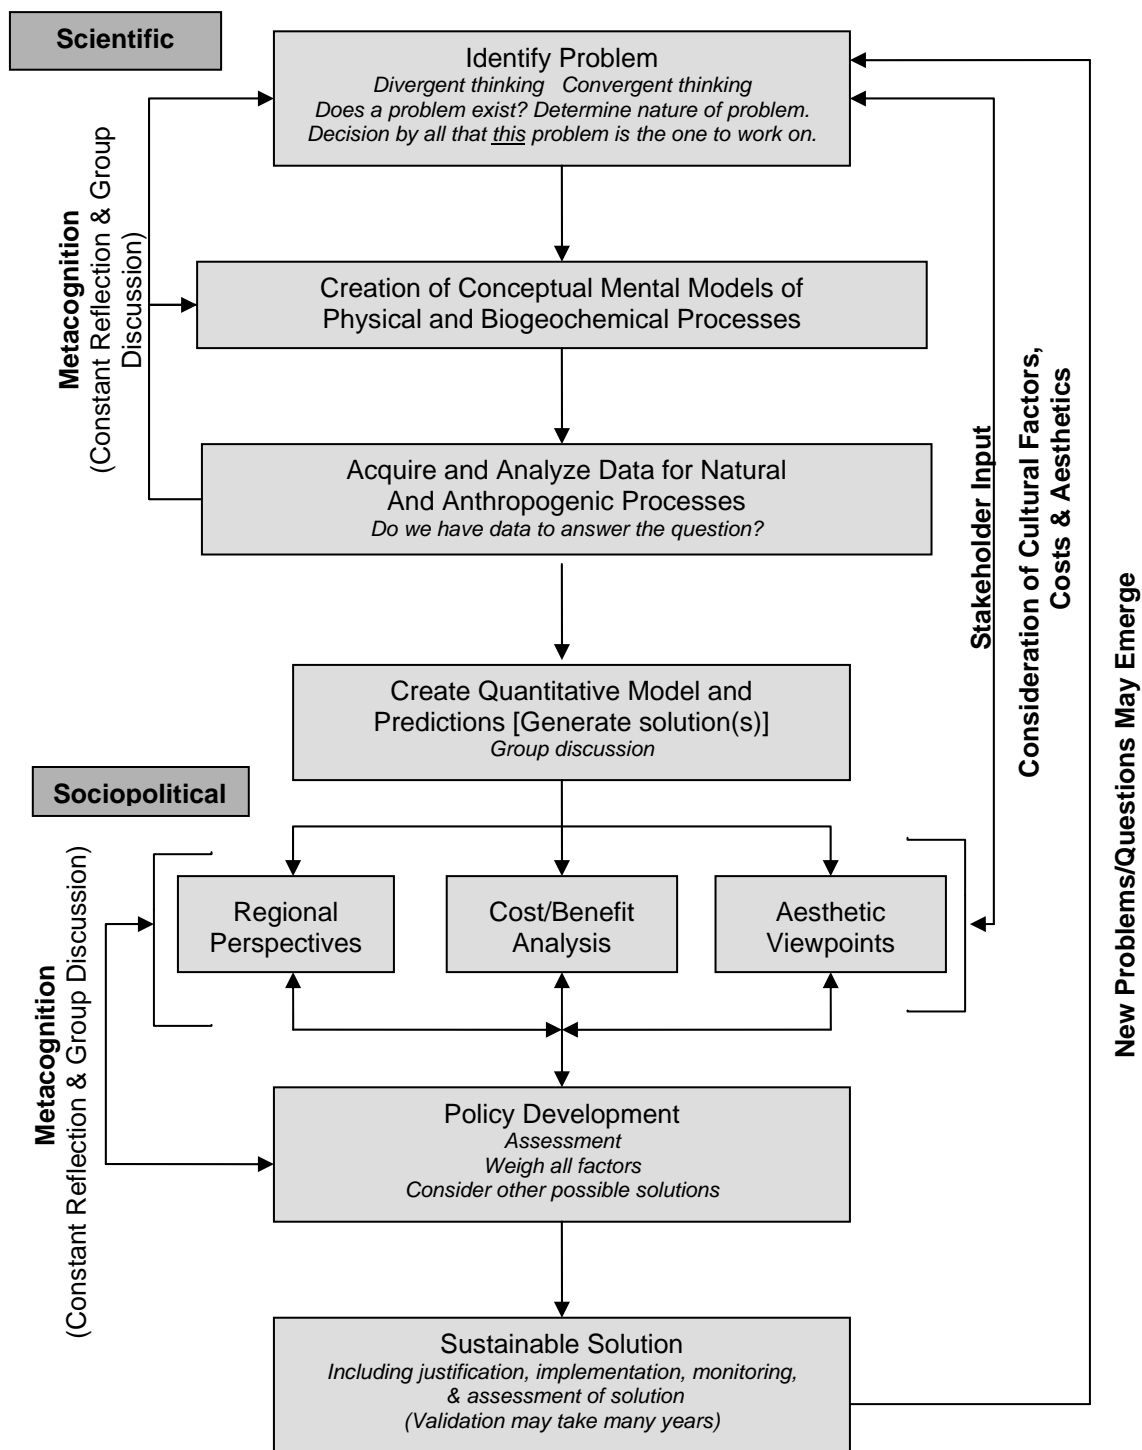 Scientific
Identify Problem
Divergent thinking Convergent thinking
Does a problem exist? Determine nature of problem.
Decision by all that this problem is the one to work on.
Metacognition
(Constant Reflection & Group
Discussion)
Creation of Conceptual Mental Models of
Physical and Biogeochemical Processes
Acquire and Analyze Data for Natural
And Anthropogenic Processes
Do we have data to answer the question?
Stakeholder Input
Consideration of Cultural Factors,
Costs & Aesthetics
New Problems/Questions May Emerge
Create Quantitative Model and
Predictions [Generate solution(s)]
Group discussion
Sociopolitical
Metacognition
(Constant Reflection & Group Discussion)
Regional
Perspectives
Cost/Benefit
Analysis
Aesthetic
Viewpoints
Policy Development
Assessment
Weigh all factors
Consider other possible solutions
Sustainable Solution
Including justification, implementation, monitoring,
& assessment of solution
(Validation may take many years)